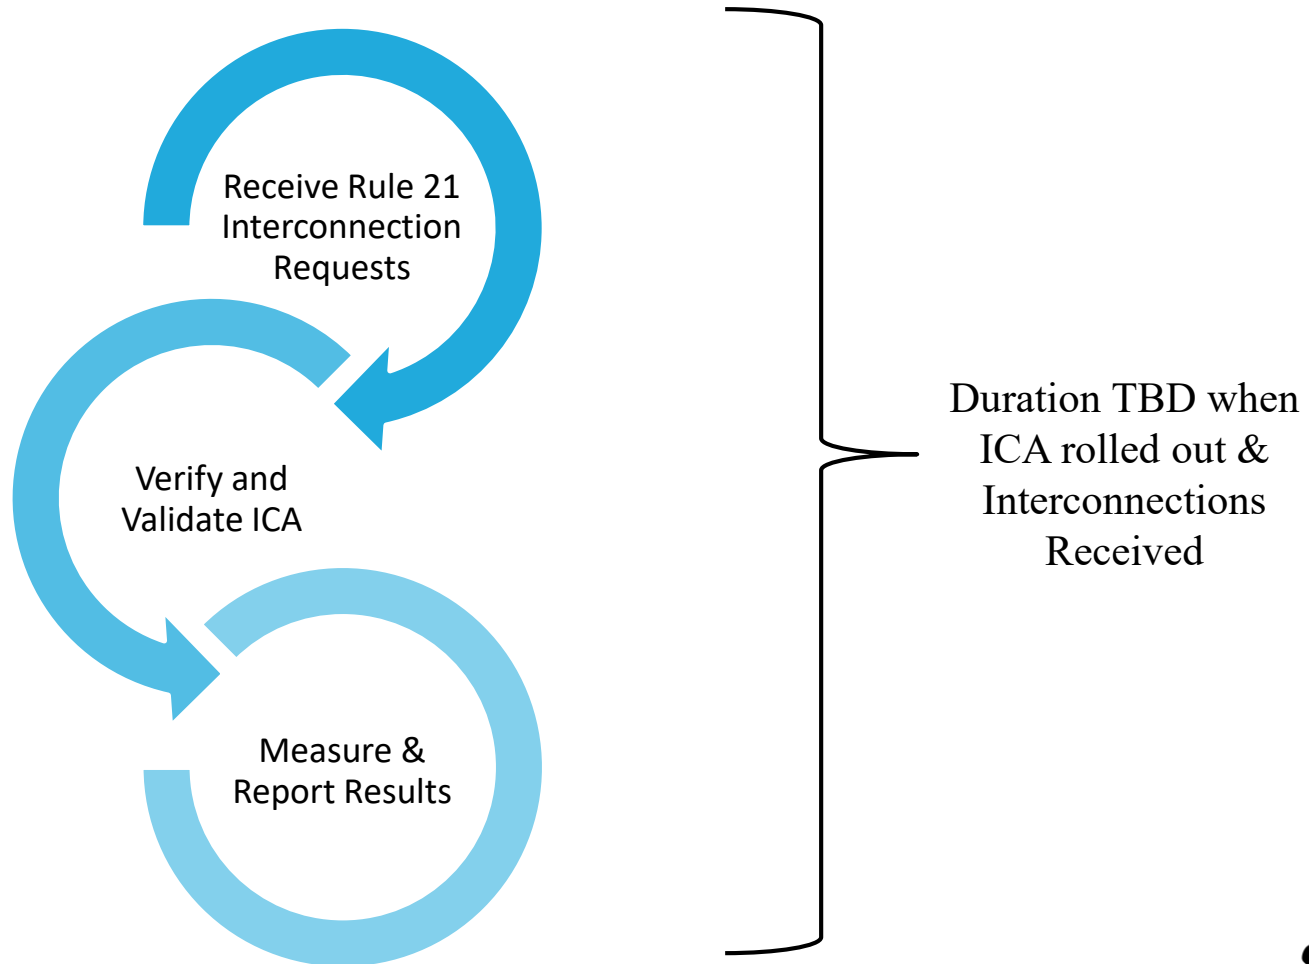 Receive Rule 21
Interconnection
Requests
Verify and
Validate ICA
Measure &
Report Results
Duration TBD when
ICA rolled out &
Interconnections
Received